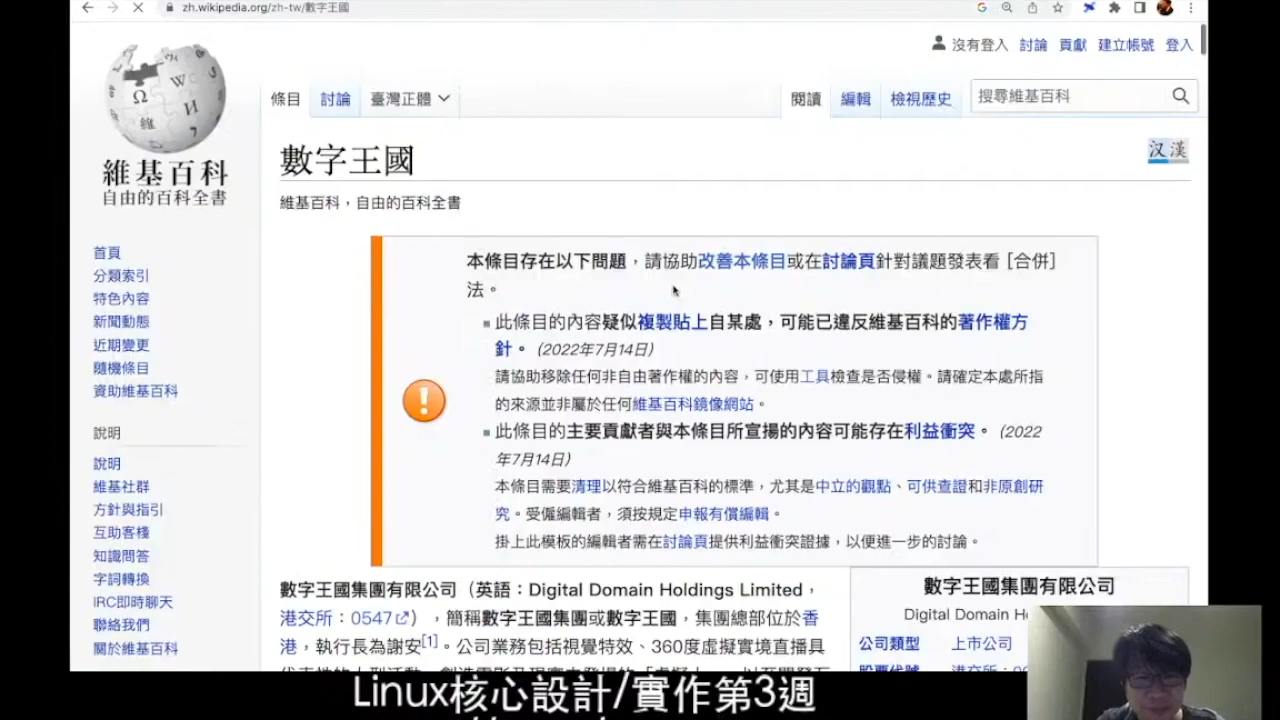 zh.wikipedia.org/zh-tw/數字王國
沒有登入 討論 貢獻 建立帳號 登入
條目 討論 臺灣正體 閱讀 編輯 檢視歷史 搜尋維基百科
維基百科
自由的百科全書
數字王國
汉 漢
維基百科，自由的百科全書
首頁
分類索引
特色內容
新聞動態
近期變更
隨機條目
資助維基百科
說明
說明
維基社群
方針與指引
互助客棧
知識問答
字詞轉換
IRC即時聊天
聯絡我們
關於維基百科
本條目存在以下問題，請協助改善本條目或在討論頁針對議題發表看 [合併]
法。
此條目的內容疑似複製貼上自某處，可能已違反維基百科的著作權方
針。 (2022年7月14日)
請協助移除任何非自由著作權的內容，可使用工具檢查是否侵權。請確定本處所指
的來源並非屬於任何維基百科鏡像網站。
此條目的主要貢獻者與本條目所宣揚的內容可能存在利益衝突。 (2022
年7月14日)
本條目需要清理以符合維基百科的標準，尤其是中立的觀點、可供查證和非原創研
究。受僱編輯者，須按規定申報有償編輯。
掛上此模板的編輯者需在討論頁提供利益衝突證據，以便進一步的討論。
數字王國集團有限公司（英語：Digital Domain Holdings Limited，
港交所：0547），簡稱數字王國集團或數字王國，集團總部位於香
港，執行長為謝安[1]。公司業務包括視覺特效、360度虛擬實境直播具
數字王國集團有限公司
Digital Domain H
公司類型 上市公司
Linux核心設計/實作第3週